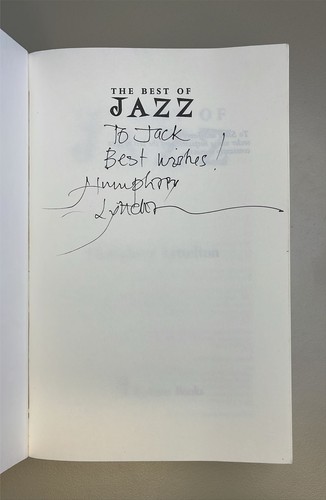 THE BEST OF
JAZZ
To Jack
Best wishes!
Humphrey
Lyttelton